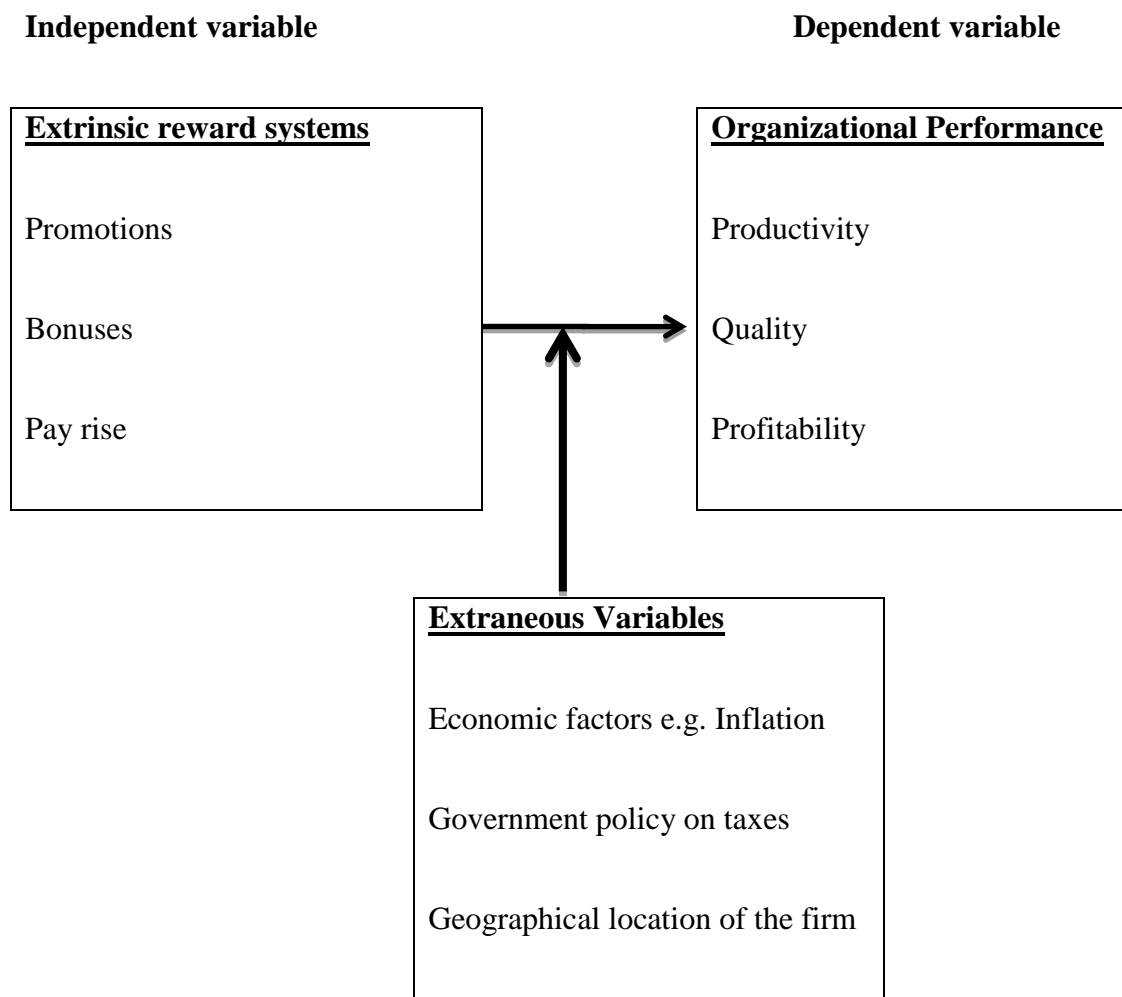 Independent variable
Dependent variable
Extrinsic reward systems
Promotions
Bonuses
Pay rise
Organizational Performance
Productivity
Quality
Profitability
Extraneous Variables
Economic factors e.g. Inflation
Government policy on taxes
Geographical location of the firm